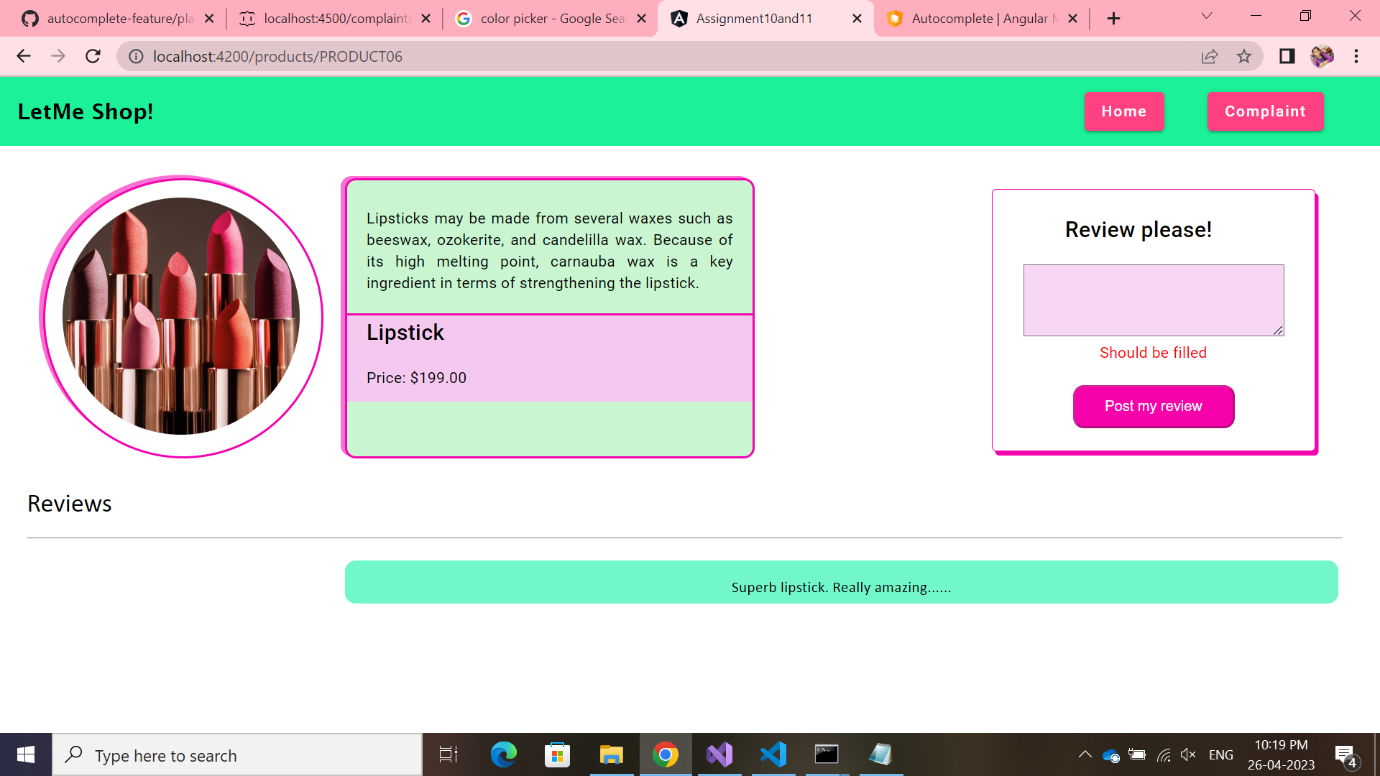 autocomplete-feature/pla
localhost:4500/complaints
color picker - Google Sea
Assignment10and11
Autocomplete | Angular M
localhost:4200/products/PRODUCT06
LetMe Shop!
Home
Complaint
Lipsticks may be made from several waxes such as
beeswax, ozokerite, and candelilla wax. Because of
its high melting point, carnauba wax is a key
ingredient in terms of strengthening the lipstick.
Lipstick
Price: $199.00
Review please!
Should be filled
Post my review
Reviews
Superb lipstick. Really amazing......
Type here to search
ENG
10:19 PM
26-04-2023
4